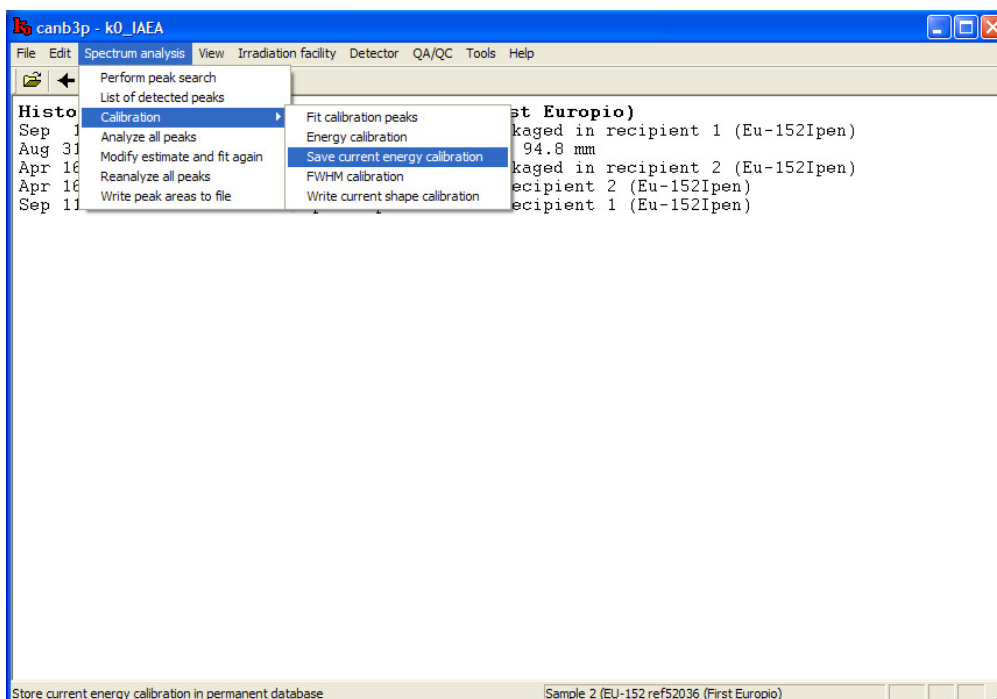 canb3p - k0_IAEA
File Edit Spectrum analysis View Irradiation facility Detector QA/QC Tools Help
Perform peak search
List of detected peaks
Calibration
Analyze all peaks
Modify estimate and fit again
Reanalyze all peaks
Write peak areas to file
Fit calibration peaks
Energy calibration
Save current energy calibration
FWHM calibration
Write current shape calibration
Histo st Europio)
Sep 1 kaged in recipient 1 (Eu-152Ipen)
Aug 31 94.8 mm
Apr 16 kaged in recipient 2 (Eu-152Ipen)
Apr 16 ecipient 2 (Eu-152Ipen)
Sep 11 ecipient 1 (Eu-152Ipen)
Store current energy calibration in permanent database Sample 2 (EU-152 ref52036 (First Europio)